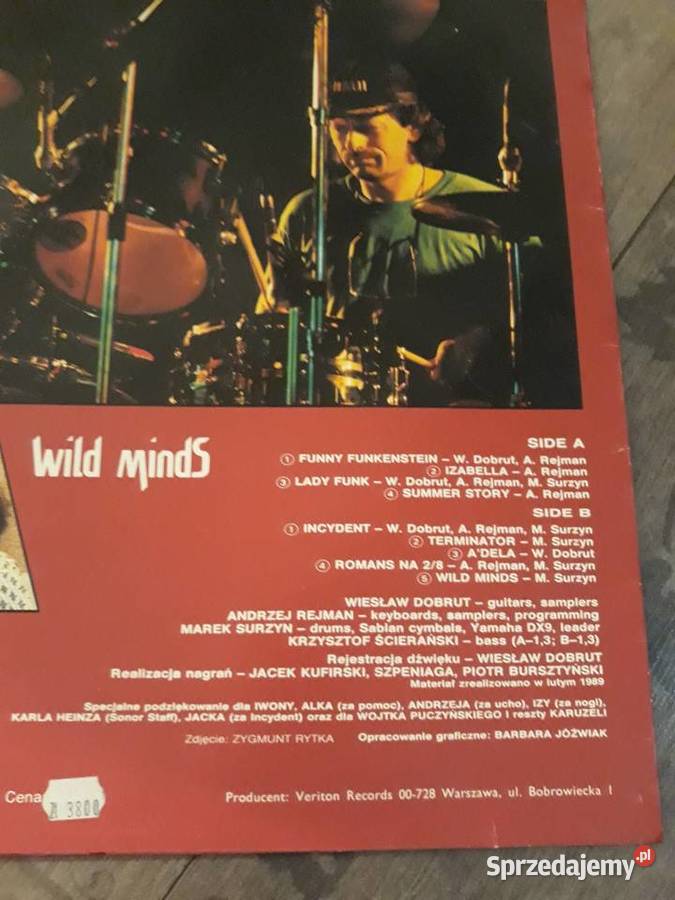 Wild Minds
SIDE A
① FUNNY FUNKENSTEIN – W. Dobrut, A. Rejman
② IZABELLA – A. Rejman
③ LADY FUNK – W. Dobrut, A. Rejman, M. Surzyn
④ SUMMER STORY – A. Rejman
SIDE B
① INCYDENT – W. Dobrut, A. Rejman, M. Surzyn
② TERMINATOR – M. Surzyn
③ A'DELA – W. Dobrut
④ ROMANS NA 2/8 – A. Rejman, M. Surzyn
⑤ WILD MINDS – M. Surzyn
WIESŁAW DOBRUT – guitars, samplers
ANDRZEJ REJMAN – keyboards, samplers, programming
MAREK SURZYN – drums, Sabian cymbals, Yamaha DX9, leader
KRZYSZTOF ŚCIERAŃSKI – bass (A–1,3; B–1,3)
Rejestracja dźwięku – WIESŁAW DOBRUT
Realizacja nagrań – JACEK KUFIRSKI, SZPENIAGA, PIOTR BURSZTYŃSKI
Materiał zrealizowano w lutym 1989
Specjalne podziękowanie dla IWONY, ALKA (za pomoc), ANDRZEJA (za ucho), IZY (za nogi),
KARLA HEINZA (Sonor Staff), JACKA (za Incydent) oraz dla WOJTKA PUCZYŃSKIEGO i reszty KARUZELI
Zdjęcie: ZYGMUNT RYTKA Opracowanie graficzne: BARBARA JÓŹWIAK
Cena
zł 3800
Producent: Veriton Records 00-728 Warszawa, ul. Bobrowiecka 1
Sprzedajemy.pl